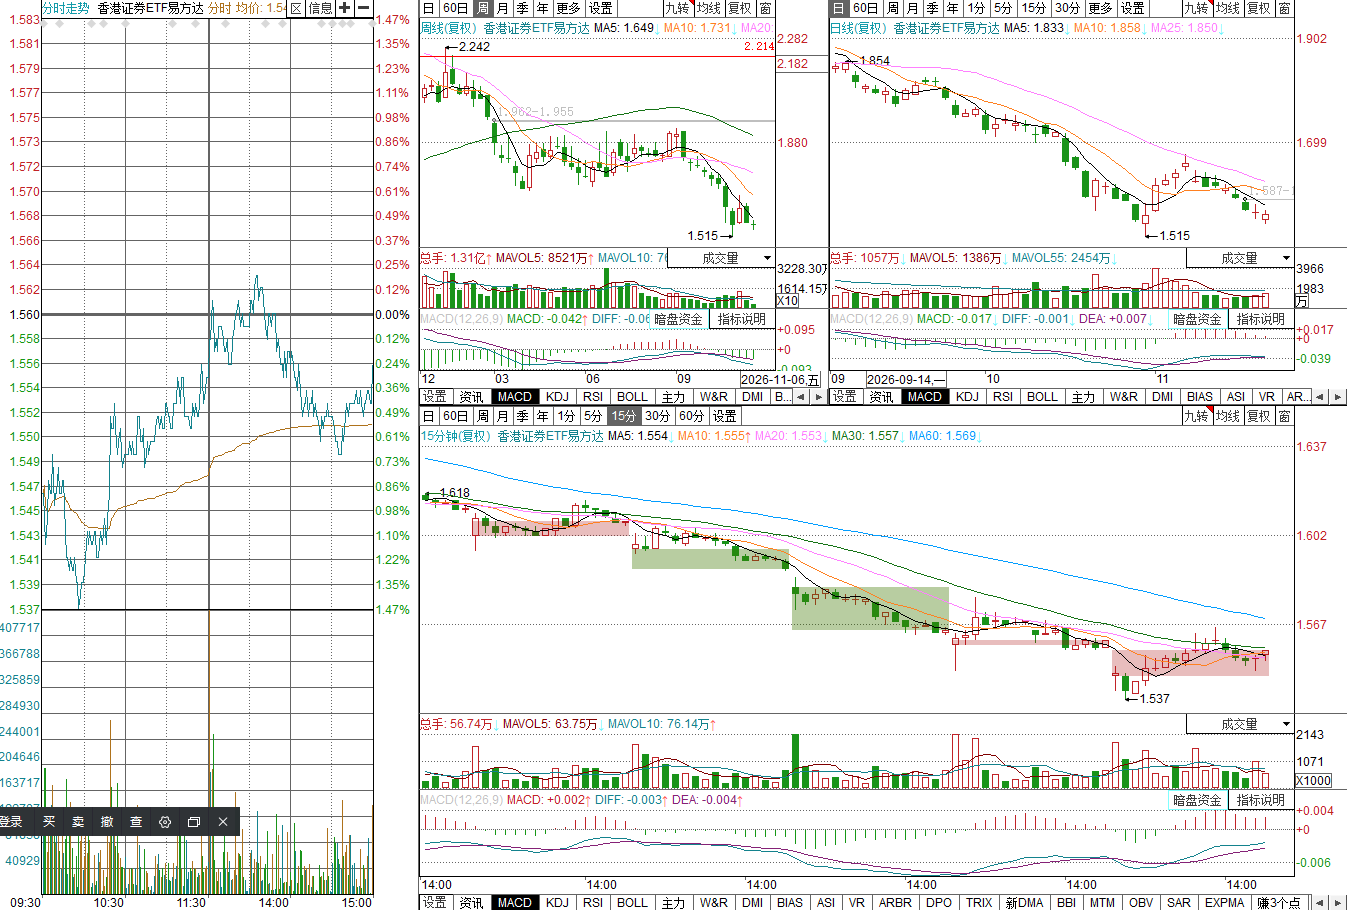 分时走势 香港证券ETF易方达 分时 均价: 1.54 信息
1.583 1.47%
1.581 1.35%
1.579 1.23%
1.577 1.11%
1.575 0.98%
1.573 0.86%
1.572 0.74%
1.570 0.61%
1.568 0.49%
1.566 0.37%
1.564 0.25%
1.562 0.12%
1.560 0.00%
1.558 0.12%
1.556 0.24%
1.554 0.36%
1.552 0.49%
1.550 0.61%
1.549 0.73%
1.547 0.86%
1.545 0.98%
1.543 1.10%
1.541 1.22%
1.539 1.35%
1.537 1.47%
407717
366788
325859
284930
244001
204646
163717
登录 买 卖 撤 查
40929
09:30 10:30 11:30 14:00 15:00
日 60日 周 月 季 年 更多 设置 九转 均线 复权 窗
周线(复权) 香港证券ETF易方达 MA5: 1.649↓ MA10: 1.731↓ MA20
2.242
2.214
2.282
2.182
1.962-1.955
1.880
1.515
总手: 1.31亿↑ MAVOL5: 8521万↑ MAVOL10: 76 成交量
3228.30万
1614.15万
X10
MACD(12,26,9) MACD: -0.042↑ DIFF: -0.06 暗盘资金 指标说明
+0.095
+0
-0.093
12 03 06 09 2026-11-06,五
设置 资讯 MACD KDJ RSI BOLL 主力 W&R DMI B...
日 60日 周 月 季 年 1分 5分 15分 30分 更多 设置 九转 均线 复权 窗
日线(复权) 香港证券ETF易方达 MA5: 1.833↓ MA10: 1.858↓ MA25: 1.850↓
1.902
1.854
1.699
1.587-1
1.515
总手: 1057万↓ MAVOL5: 1386万↓ MAVOL55: 2454万↓ 成交量
3966
1983
万
MACD(12,26,9) MACD: -0.017↓ DIFF: -0.001↓ DEA: +0.007↓ 暗盘资金 指标说明
+0.017
+0
-0.039
09 2026-09-14,一 10 11
设置 资讯 MACD KDJ RSI BOLL 主力 W&R DMI BIAS ASI VR AR...
日 60日 周 月 季 年 1分 5分 15分 30分 60分 设置 九转 均线 复权 窗
15分钟(复权) 香港证券ETF易方达 MA5: 1.554↓ MA10: 1.555↑ MA20: 1.553↓ MA30: 1.557↓ MA60: 1.569↓
1.637
1.618
1.602
1.567
1.537
总手: 56.74万↓ MAVOL5: 63.75万↓ MAVOL10: 76.14万↑ 成交量
2143
1071
X1000
MACD(12,26,9) MACD: +0.002↑ DIFF: -0.003↑ DEA: -0.004↑ 暗盘资金 指标说明
+0.004
+0
-0.006
14:00 14:00 14:00 14:00 14:00 14:00
设置 资讯 MACD KDJ RSI BOLL 主力 W&R DMI BIAS ASI VR ARBR DPO TRIX 新DMA BBI MTM OBV SAR EXPMA 赚3个点